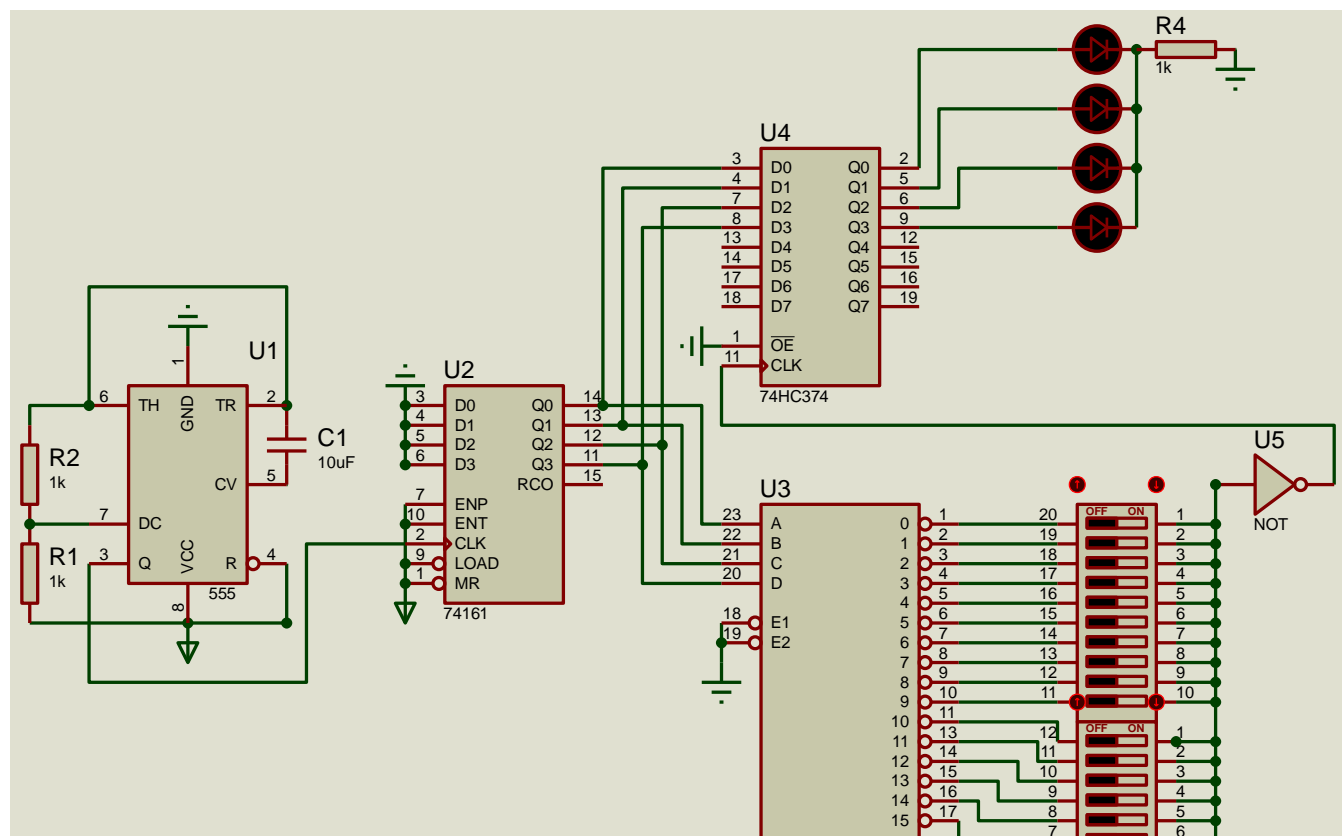 R4
1k
U4
3 D0 Q0 2
4 D1 Q1 5
7 D2 Q2 6
8 D3 Q3 9
13 D4 Q4 12
14 D5 Q5 15
17 D6 Q6 16
18 D7 Q7 19
1 OE
11 CLK
74HC374
U1
1
6 TH GND TR 2
R2
1k
C1
10uF
CV 5
7 DC
R1
1k
3 Q VCC R 4
8
555
U2
3 D0 Q0 14
4 D1 Q1 13
5 D2 Q2 12
6 D3 Q3 11
RCO 15
7 ENP
10 ENT
2 CLK
9 LOAD
1 MR
74161
U3
23 A 0 1
22 B 1 2
21 C 2 3
20 D 3 4
4 5
18 E1 5 6
19 E2 6 7
7 8
8 9
9 10
10 11
11 13
12 14
13 15
14 16
15 17
OFF ON
20 1
19 2
18 3
17 4
16 5
15 6
14 7
13 8
12 9
11 10
OFF ON
12 1
11 2
10 3
9 4
8 5
7 6
U5
NOT